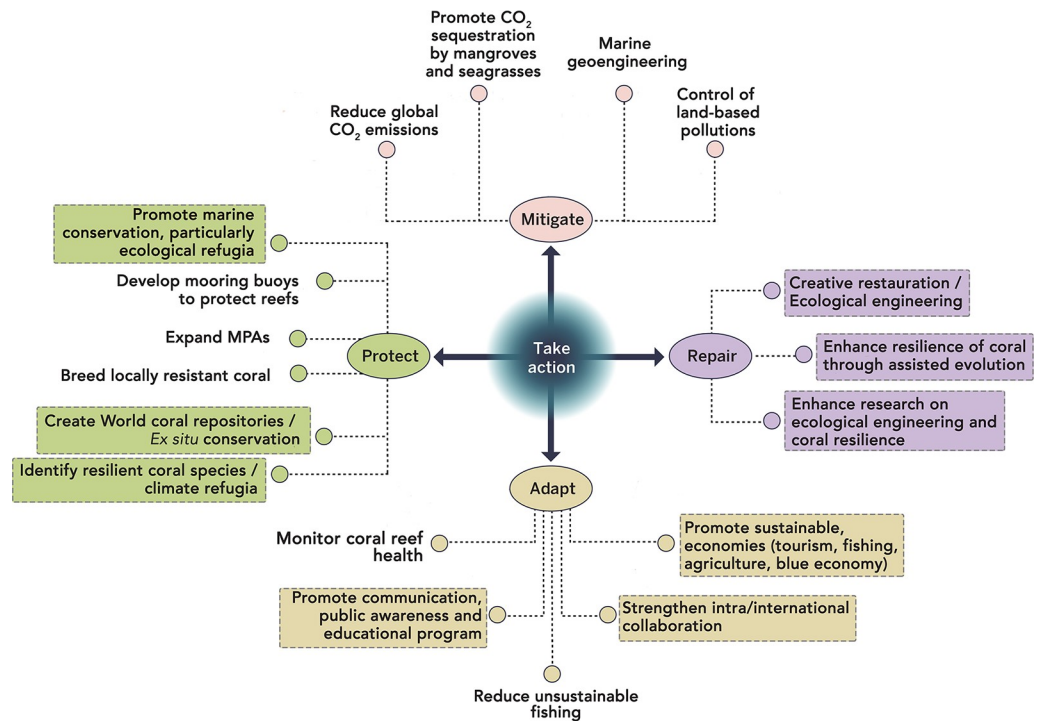 Promote CO₂
sequestration
by mangroves
and seagrasses
Marine
geoengineering
Reduce global
CO₂ emissions
Control of
land-based
pollutions
Mitigate
Promote marine
conservation, particularly
ecological refugia
Develop mooring buoys
to protect reefs
Expand MPAs
Breed locally resistant coral
Create World coral repositories /
Ex situ conservation
Identify resilient coral species /
climate refugia
Protect
Take
action
Repair
Creative restauration /
Ecological engineering
Enhance resilience of coral
through assisted evolution
Enhance research on
ecological engineering and
coral resilience
Adapt
Monitor coral reef
health
Promote sustainable,
economies (tourism, fishing,
agriculture, blue economy)
Promote communication,
public awareness and
educational program
Strengthen intra/international
collaboration
Reduce unsustainable
fishing